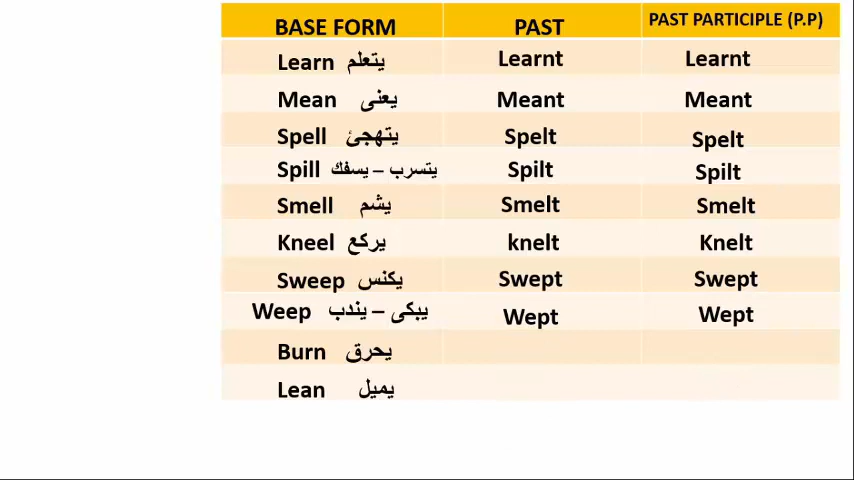 BASE FORM PAST PAST PARTICIPLE (P.P)
Learn يتعلم Learnt Learnt
Mean يعنى Meant Meant
Spell يتهجئ Spelt Spelt
Spill يتسرب – يسفك Spilt Spilt
Smell يشم Smelt Smelt
Kneel يركع knelt Knelt
Sweep يكنس Swept Swept
Weep يبكى – يندب Wept Wept
Burn يحرق
Lean يميل